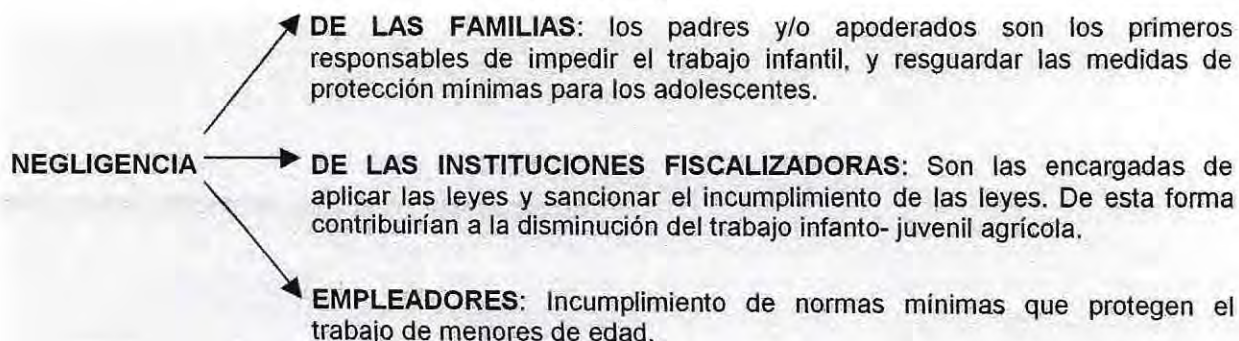 DE LAS FAMILIAS: los padres y/o apoderados son los primeros
responsables de impedir el trabajo infantil, y resguardar las medidas de
protección mínimas para los adolescentes.
NEGLIGENCIA
DE LAS INSTITUCIONES FISCALIZADORAS: Son las encargadas de
aplicar las leyes y sancionar el incumplimiento de las leyes. De esta forma
contribuirían a la disminución del trabajo infanto- juvenil agrícola.
EMPLEADORES: Incumplimiento de normas mínimas que protegen el
trabajo de menores de edad.